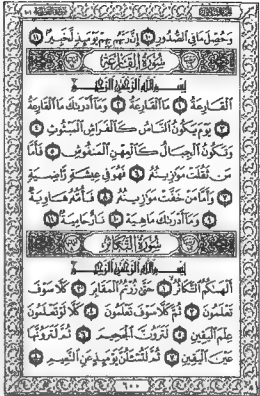 وَحُصِّلَ مَا فِي الصُّدُورِ ١٠ إِنَّ رَبَّهُم بِهِمْ يَوْمَئِذٍ لَّخَبِيرٌ ١١
سُورَةُ القَارِعَةِ
بِسْمِ اللَّهِ الرَّحْمَٰنِ الرَّحِيمِ
الْقَارِعَةُ ١ مَا الْقَارِعَةُ ٢ وَمَا أَدْرَاكَ مَا الْقَارِعَةُ
٣ يَوْمَ يَكُونُ النَّاسُ كَالْفَرَاشِ الْمَبْثُوثِ ٤
وَتَكُونُ الْجِبَالُ كَالْعِهْنِ الْمَنفُوشِ ٥ فَأَمَّا
مَن ثَقُلَتْ مَوَازِينُهُ ٦ فَهُوَ فِي عِيشَةٍ رَّاضِيَةٍ
٧ وَأَمَّا مَنْ خَفَّتْ مَوَازِينُهُ ٨ فَأُمُّهُ هَاوِيَةٌ
٩ وَمَا أَدْرَاكَ مَا هِيَهْ ١٠ نَارٌ حَامِيَةٌ ١١
سُورَةُ التَّكَاثُرِ
بِسْمِ اللَّهِ الرَّحْمَٰنِ الرَّحِيمِ
أَلْهَاكُمُ التَّكَاثُرُ ١ حَتَّىٰ زُرْتُمُ الْمَقَابِرَ ٢ كَلَّا سَوْفَ
تَعْلَمُونَ ٣ ثُمَّ كَلَّا سَوْفَ تَعْلَمُونَ ٤ كَلَّا لَوْ تَعْلَمُونَ
عِلْمَ الْيَقِينِ ٥ لَتَرَوُنَّ الْجَحِيمَ ٦ ثُمَّ لَتَرَوُنَّهَا
عَيْنَ الْيَقِينِ ٧ ثُمَّ لَتُسْأَلُنَّ يَوْمَئِذٍ عَنِ النَّعِيمِ ٨
٦٠٠